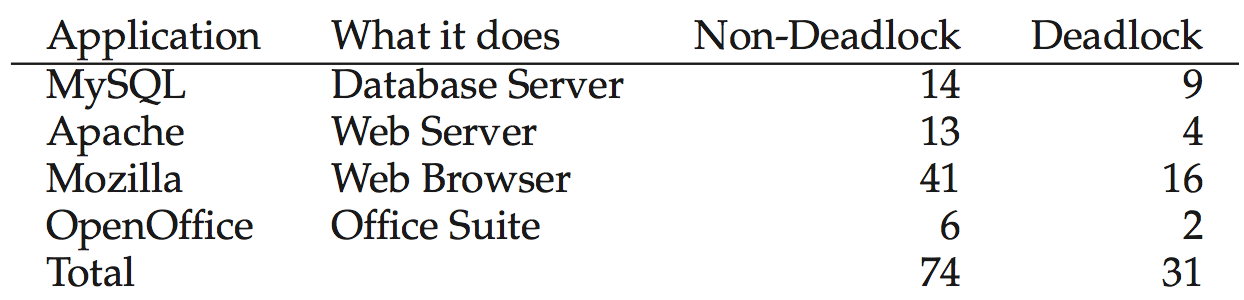 Application What it does Non-Deadlock Deadlock
MySQL Database Server 14 9
Apache Web Server 13 4
Mozilla Web Browser 41 16
OpenOffice Office Suite 6 2
Total 74 31